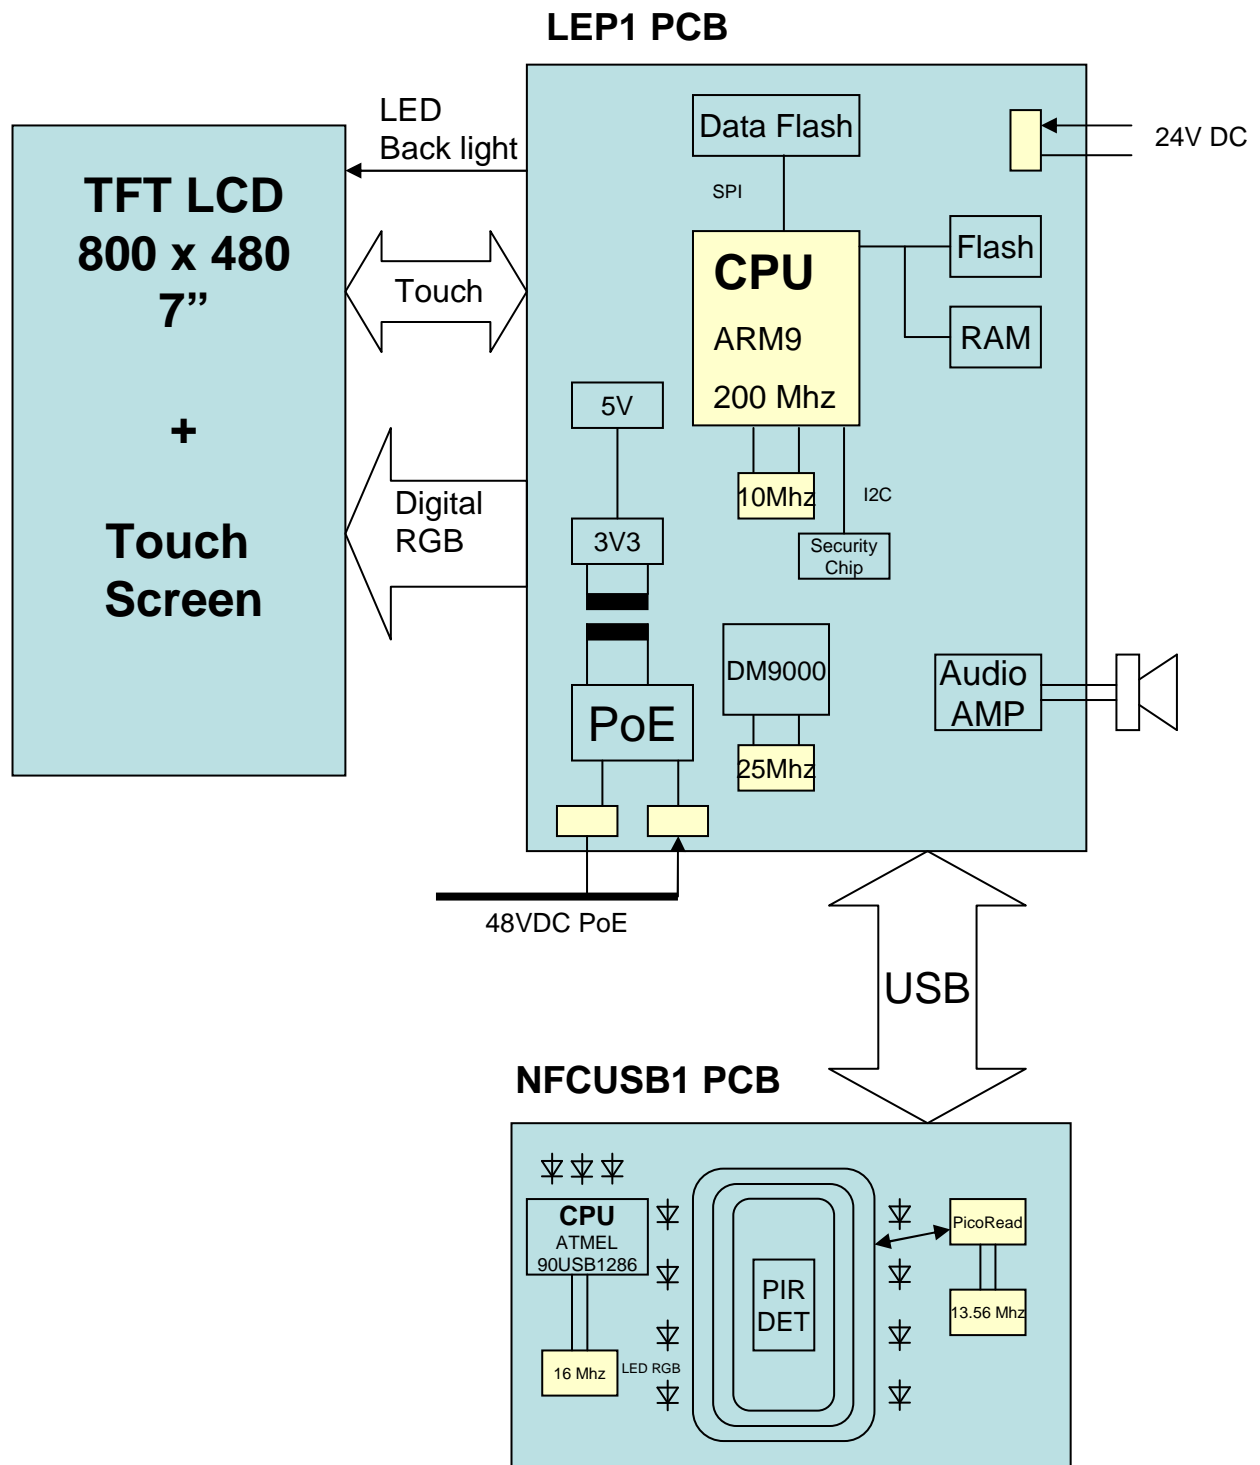 LEP1 PCB
LED
Back light
TFT LCD
800 x 480
7”
+
Touch
Screen
Touch
Digital
RGB
Data Flash
SPI
24V DC
CPU
ARM9
200 Mhz
Flash
RAM
5V
10Mhz
I2C
3V3
Security
Chip
DM9000
25Mhz
PoE
Audio
AMP
48VDC PoE
USB
NFCUSB1 PCB
CPU
ATMEL
90USB1286
16 Mhz
LED RGB
PIR
DET
PicoRead
13.56 Mhz